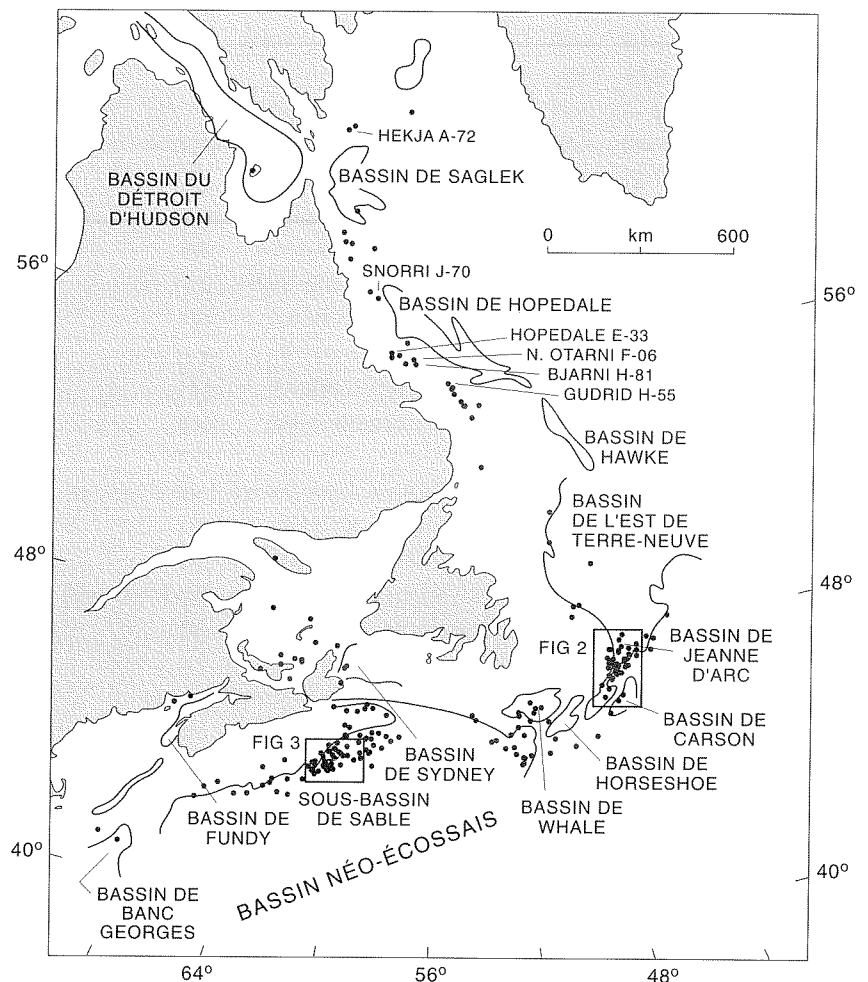 HEKJA A-72
BASSIN DU
DÉTROIT
D'HUDSON
BASSIN DE SAGLEK
0 km 600
56°
SNORRI J-70
56°
BASSIN DE HOPEDALE
HOPEDALE E-33
N. OTARNI F-06
BJARNI H-81
GUDRID H-55
BASSIN DE
HAWKE
BASSIN
DE L'EST DE
TERRE-NEUVE
48°
48°
FIG 2
BASSIN DE
JEANNE
D'ARC
BASSIN DE
CARSON
FIG 3
BASSIN
DE SYDNEY
BASSIN DE
HORSESHOE
SOUS-BASSIN
DE SABLE
BASSIN DE
WHALE
BASSIN DE
FUNDY
BASSIN NÉO-ÉCOSSAIS
40°
40°
BASSIN DE
BANC
GEORGES
64° 56° 48°